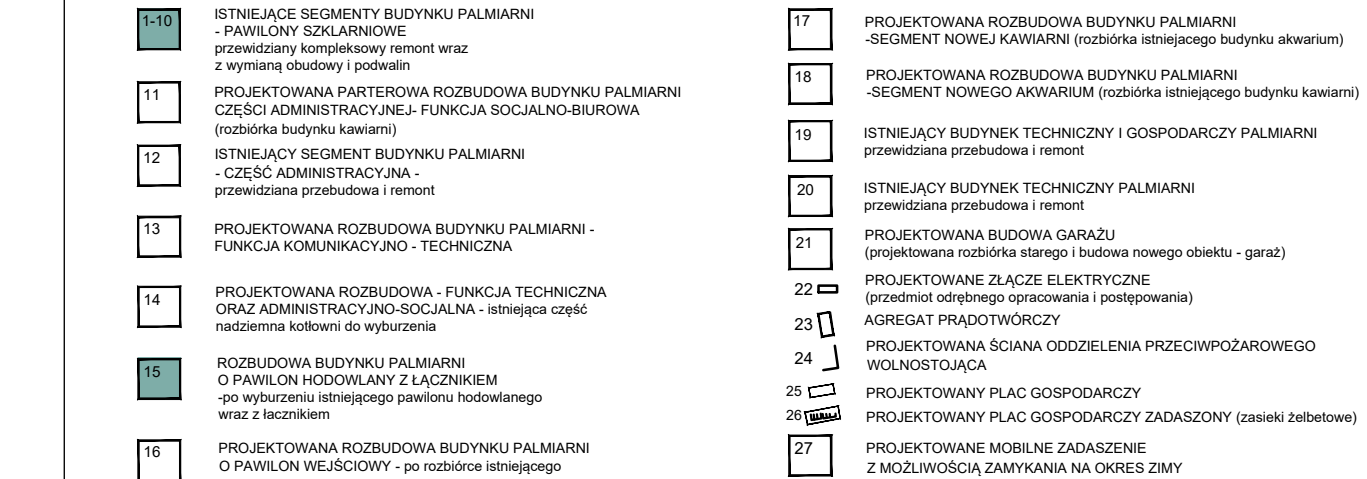 1-10
ISTNIEJĄCE SEGMENTY BUDYNKU PALMIARNI
- PAWILONY SZKLARNIOWE
przewidziany kompleksowy remont wraz
z wymianą obudowy i podwalin
11
PROJEKTOWANA PARTEROWA ROZBUDOWA BUDYNKU PALMIARNI
CZĘŚCI ADMINISTRACYJNEJ- FUNKCJA SOCJALNO-BIUROWA
(rozbiórka budynku kawiarni)
12
ISTNIEJĄCY SEGMENT BUDYNKU PALMIARNI
- CZĘŚĆ ADMINISTRACYJNA -
przewidziana przebudowa i remont
13
PROJEKTOWANA ROZBUDOWA BUDYNKU PALMIARNI -
FUNKCJA KOMUNIKACYJNO - TECHNICZNA
14
PROJEKTOWANA ROZBUDOWA - FUNKCJA TECHNICZNA
ORAZ ADMINISTRACYJNO-SOCJALNA - istniejąca część
nadziemna kotłowni do wyburzenia
15
ROZBUDOWA BUDYNKU PALMIARNI
O PAWILON HODOWLANY Z ŁĄCZNIKIEM
-po wyburzeniu istniejącego pawilonu hodowlanego
wraz z łacznikiem
16
PROJEKTOWANA ROZBUDOWA BUDYNKU PALMIARNI
O PAWILON WEJŚCIOWY - po rozbiórce istniejącego
17
PROJEKTOWANA ROZBUDOWA BUDYNKU PALMIARNI
-SEGMENT NOWEJ KAWIARNI (rozbiórka istniejacego budynku akwarium)
18
PROJEKTOWANA ROZBUDOWA BUDYNKU PALMIARNI
-SEGMENT NOWEGO AKWARIUM (rozbiórka istniejącego budynku kawiarni)
19
ISTNIEJĄCY BUDYNEK TECHNICZNY I GOSPODARCZY PALMIARNI
przewidziana przebudowa i remont
20
ISTNIEJĄCY BUDYNEK TECHNICZNY PALMIARNI
przewidziana przebudowa i remont
21
PROJEKTOWANA BUDOWA GARAŻU
(projektowana rozbiórka starego i budowa nowego obiektu - garaż)
22
PROJEKTOWANE ZŁĄCZE ELEKTRYCZNE
(przedmiot odrębnego opracowania i postępowania)
23
AGREGAT PRĄDOTWÓRCZY
24
PROJEKTOWANA ŚCIANA ODDZIELENIA PRZECIWPOŻAROWEGO
WOLNOSTOJĄCA
25
PROJEKTOWANY PLAC GOSPODARCZY
26
PROJEKTOWANY PLAC GOSPODARCZY ZADASZONY (zasieki żelbetowe)
27
PROJEKTOWANE MOBILNE ZADASZENIE
Z MOŻLIWOŚCIĄ ZAMYKANIA NA OKRES ZIMY